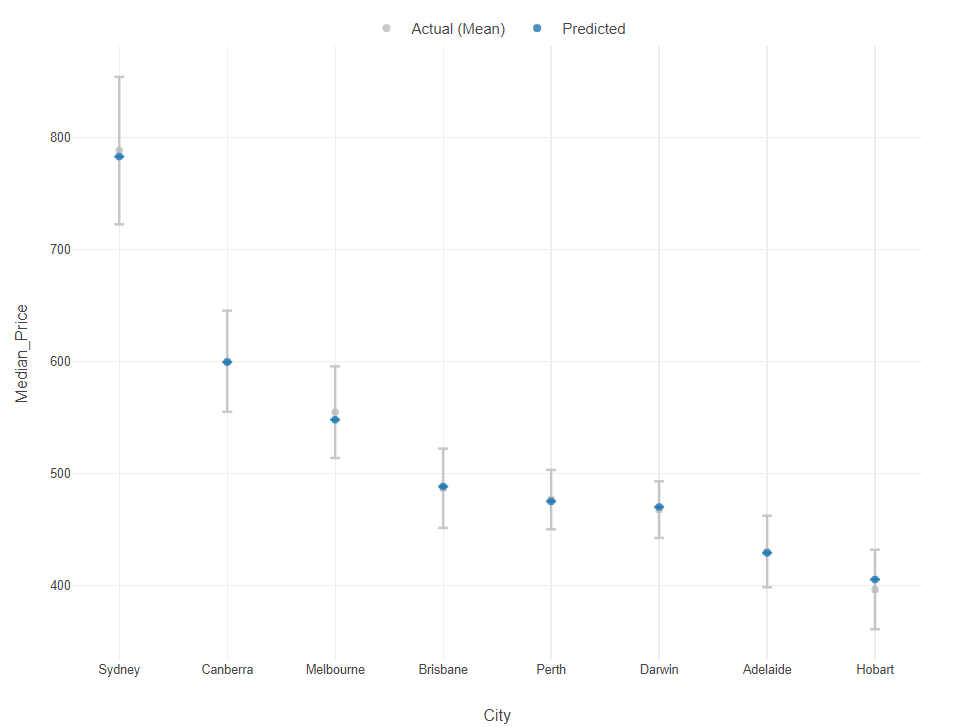 Actual (Mean) Predicted
Median_Price
800
700
600
500
400
Sydney Canberra Melbourne Brisbane Perth Darwin Adelaide Hobart
City